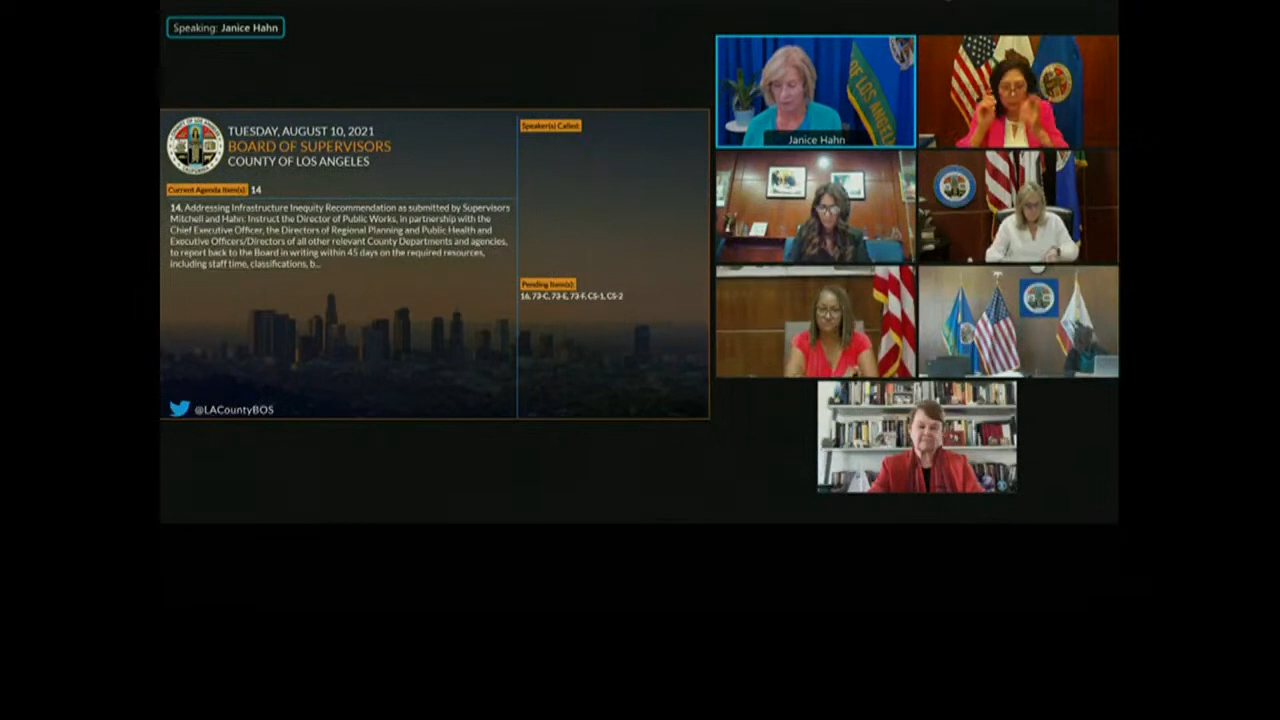 Speaking: Janice Hahn
TUESDAY, AUGUST 10, 2021
BOARD OF SUPERVISORS
COUNTY OF LOS ANGELES
Current Agenda Item(s): 14
14. Addressing Infrastructure Inequity Recommendation as submitted by Supervisors
Mitchell and Hahn: Instruct the Director of Public Works, in partnership with the
Chief Executive Officer, the Directors of Regional Planning and Public Health and
Executive Officers/Directors of all other relevant County Departments and agencies,
to report back to the Board in writing within 45 days on the required resources,
including staff time, classifications, b...
@LACountyBOS
Speaker(s) Called:
Pending Item(s):
16, 73-C, 73-E, 73-F, CS-1, CS-2
OF LOS ANGELE
Janice Hahn